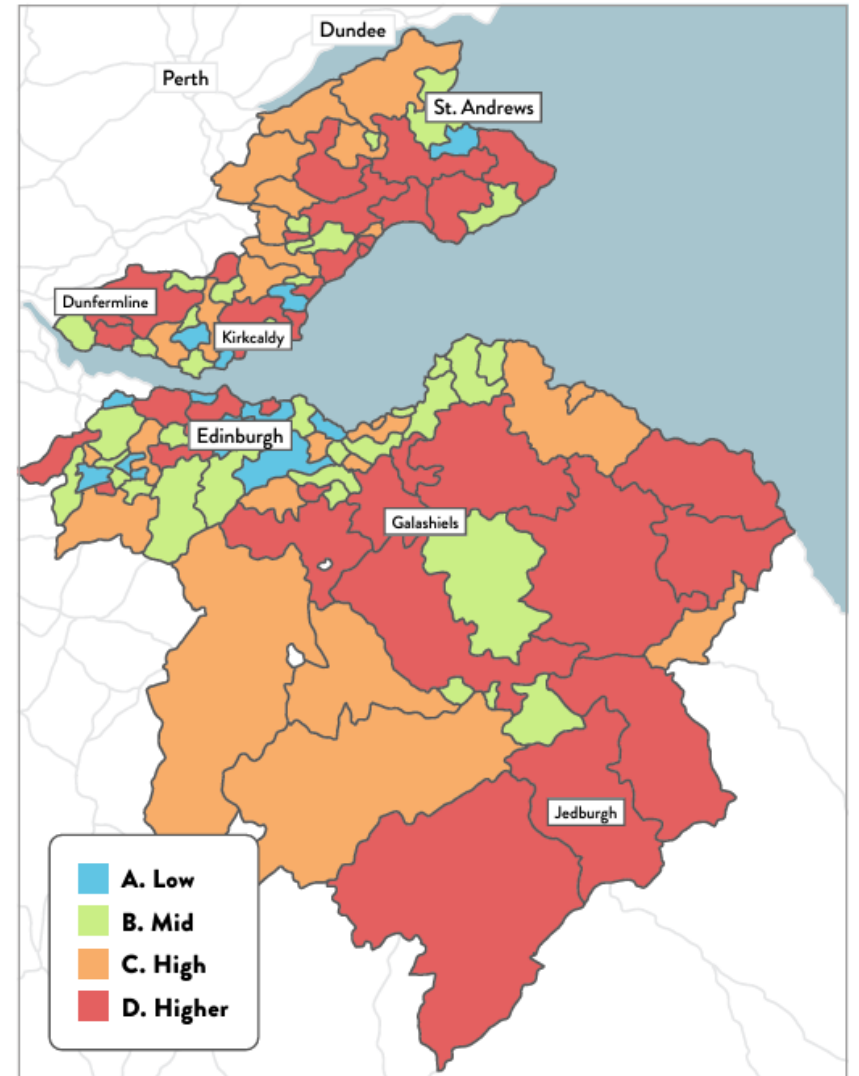 Dundee
Perth
St. Andrews
Dunfermline
Kirkcaldy
Edinburgh
Galashiels
Jedburgh
A. Low
B. Mid
C. High
D. Higher